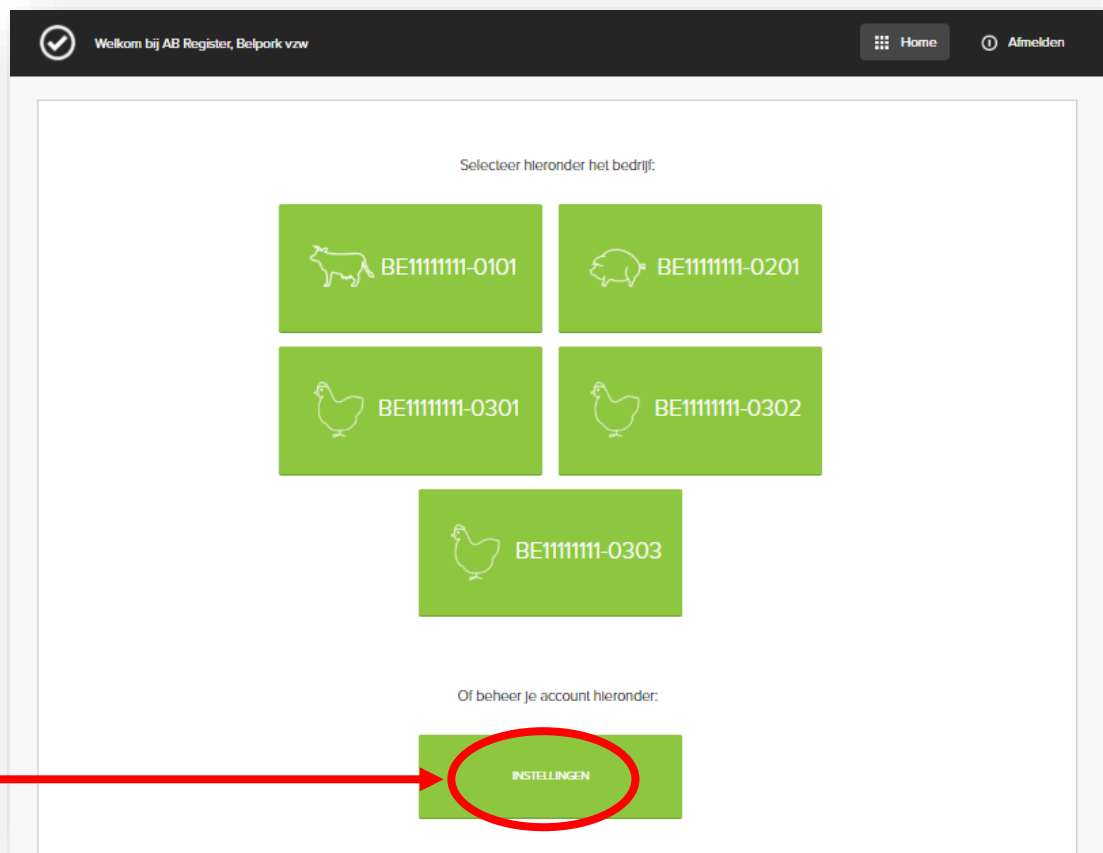 Welkom bij AB Register, Belpork vzw
Home
Afmelden
Selecteer hieronder het bedrijf:
BE11111111-0101
BE11111111-0201
BE11111111-0301
BE11111111-0302
BE11111111-0303
Of beheer je account hieronder:
INSTELLINGEN